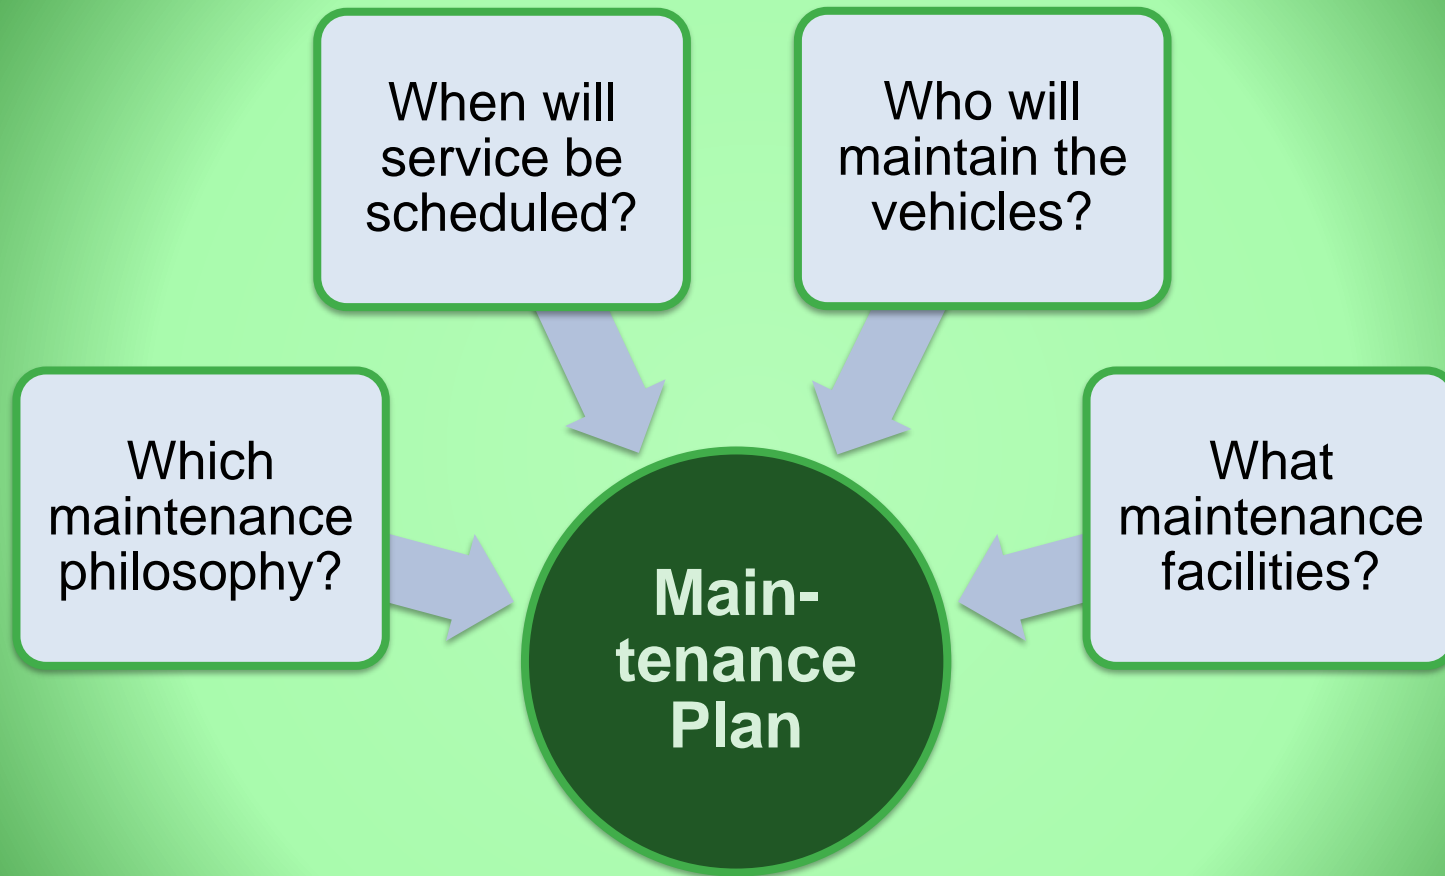 When will
service be
scheduled?
Who will
maintain the
vehicles?
Which
maintenance
philosophy?
What
maintenance
facilities?
Main-
tenance
Plan